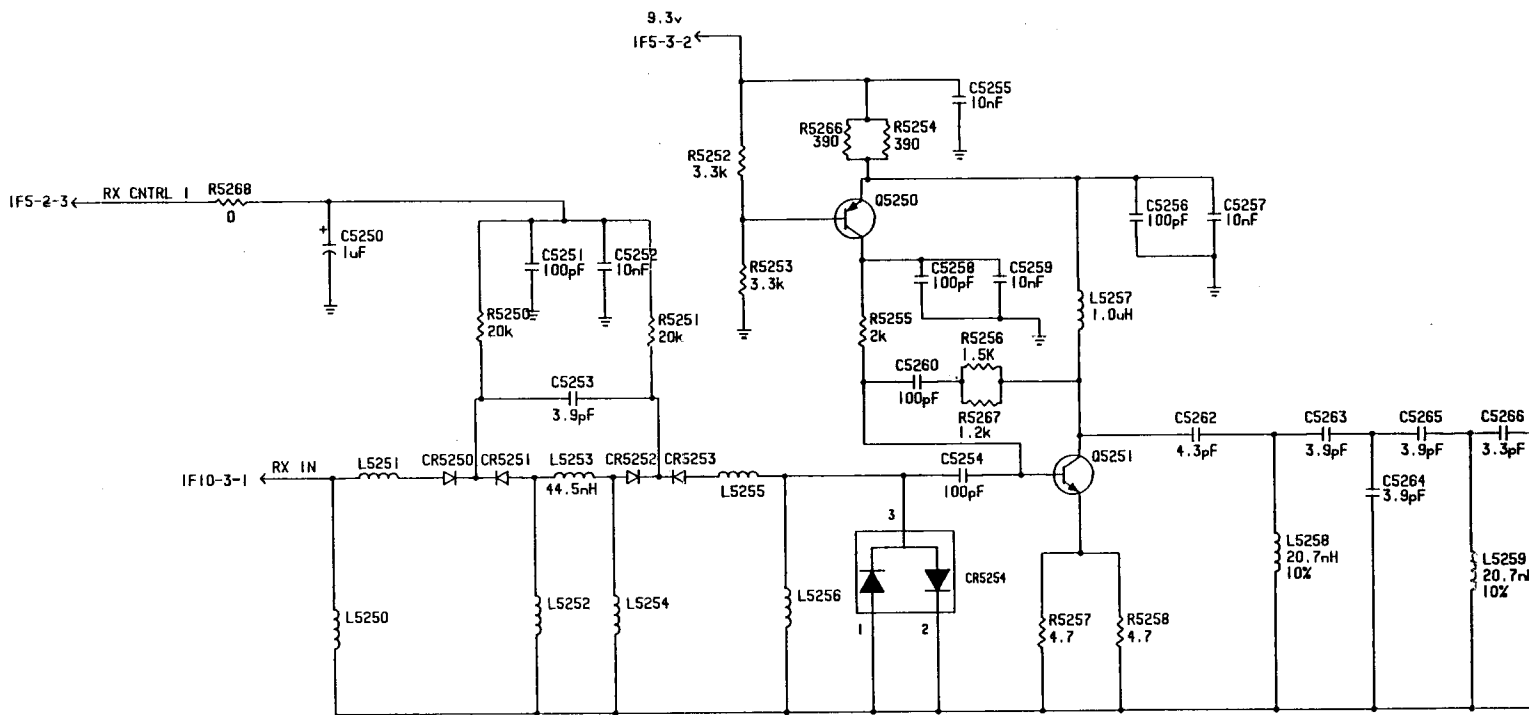 9.3v
IF5-3-2
C5255
10nF
R5266
390
R5254
390
R5252
3.3k
IF5-2-3
RX CNTRL 1
R5268
0
Q5250
C5250
1uF
+
C5251
100pF
C5252
10nF
C5256
100pF
C5257
10nF
R5253
3.3k
C5258
100pF
C5259
10nF
L5257
1.0uH
R5250
20k
R5251
20k
R5255
2k
R5256
1.5K
C5260
100pF
R5267
1.2k
C5253
3.9pF
C5262
4.3pF
C5263
3.9pF
C5265
3.9pF
C5266
3.3pF
IF10-3-1
RX IN
L5251
CR5250
CR5251
L5253
44.5nH
CR5252
CR5253
L5255
C5254
100pF
Q5251
C5264
3.9pF
3
CR5254
1
2
L5258
20.7nH
10%
L5259
20.7n
10%
L5250
L5252
L5254
L5256
R5257
4.7
R5258
4.7